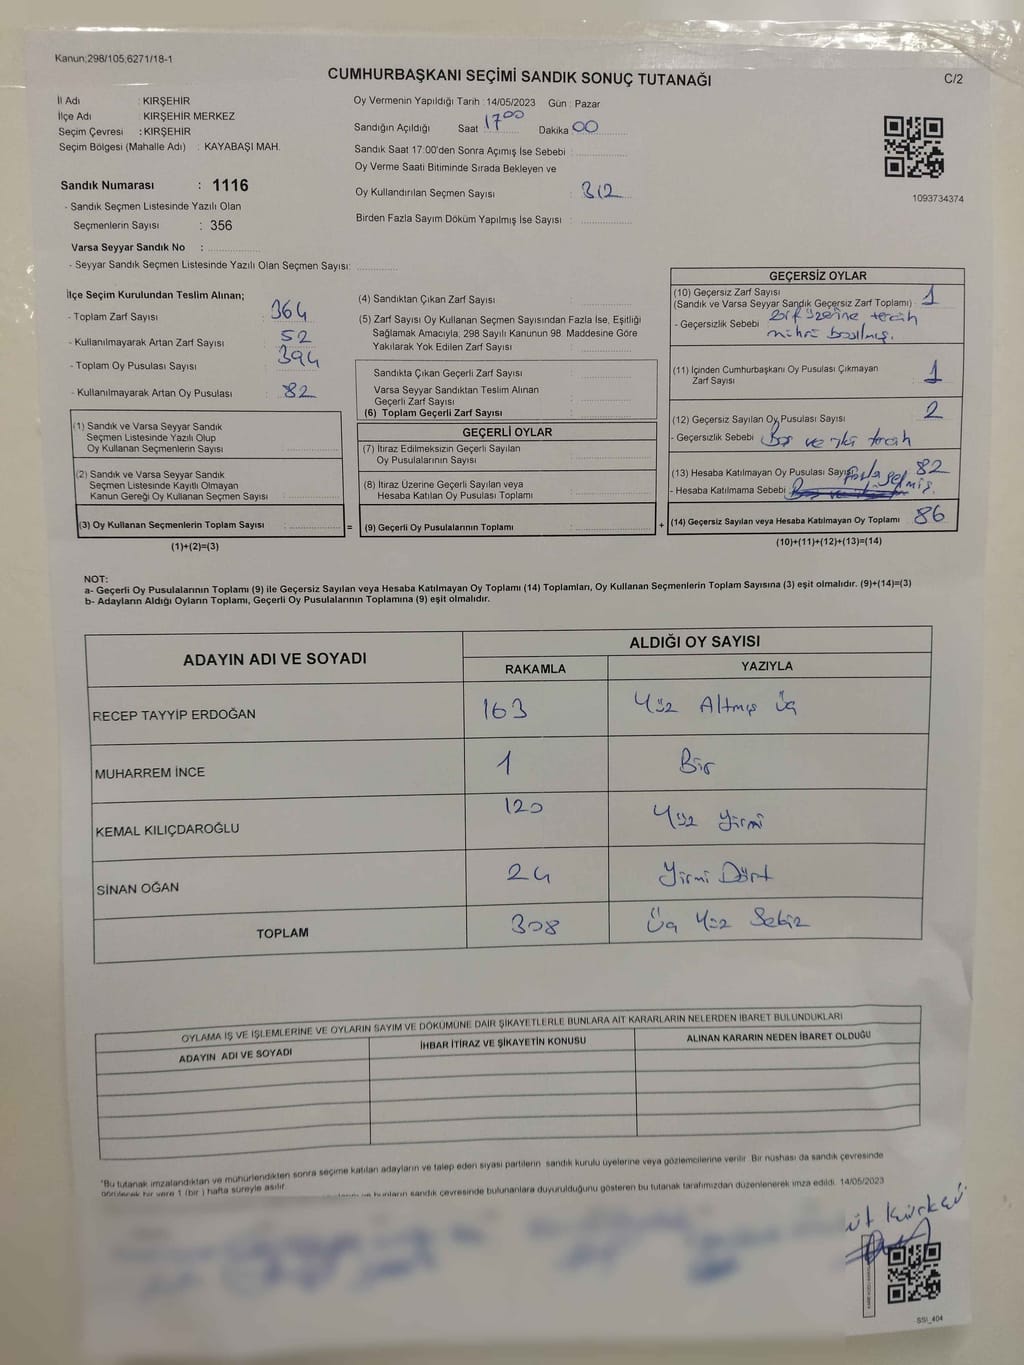 Kanun;298/105;6271/18-1
CUMHURBAŞKANI SEÇİMİ SANDIK SONUÇ TUTANAĞI
C/2
İl Adı : KIRŞEHİR
İlçe Adı : KIRŞEHİR MERKEZ
Seçim Çevresi : KIRŞEHİR
Seçim Bölgesi (Mahalle Adı) : KAYABAŞI MAH.
Sandık Numarası : 1116
- Sandık Seçmen Listesinde Yazılı Olan
Seçmenlerin Sayısı : 356
Varsa Seyyar Sandık No :
- Seyyar Sandık Seçmen Listesinde Yazılı Olan Seçmen Sayısı:
Oy Vermenin Yapıldığı Tarih : 14/05/2023 Gün : Pazar
Sandığın Açıldığı Saat 17 00 Dakika 00
Sandık Saat 17:00'den Sonra Açımış İse Sebebi :
Oy Verme Saati Bitiminde Sırada Bekleyen ve
Oy Kullandırılan Seçmen Sayısı : 312
Birden Fazla Sayım Döküm Yapılmış İse Sayısı :
1093734374
İlçe Seçim Kurulundan Teslim Alınan;
- Toplam Zarf Sayısı : 364
- Kullanılmayarak Artan Zarf Sayısı : 52
- Toplam Oy Pusulası Sayısı : 394
- Kullanılmayarak Artan Oy Pusulası : 82
(1) Sandık ve Varsa Seyyar Sandık
Seçmen Listesinde Yazılı Olup
Oy Kullanan Seçmenlerin Sayısı :
(2) Sandık ve Varsa Seyyar Sandık
Seçmen Listesinde Kayıtlı Olmayan
Kanun Gereği Oy Kullanan Seçmen Sayısı :
(3) Oy Kullanan Seçmenlerin Toplam Sayısı :
(1)+(2)=(3)
(4) Sandıktan Çıkan Zarf Sayısı :
(5) Zarf Sayısı Oy Kullanan Seçmen Sayısından Fazla İse, Eşitliği
Sağlamak Amacıyla; 298 Sayılı Kanunun 98. Maddesine Göre
Yakılarak Yok Edilen Zarf Sayısı :
Sandıkta Çıkan Geçerli Zarf Sayısı :
Varsa Seyyar Sandıktan Teslim Alınan
Geçerli Zarf Sayısı :
(6) Toplam Geçerli Zarf Sayısı :
GEÇERLİ OYLAR
(7) İtiraz Edilmeksizin Geçerli Sayılan
Oy Pusulalarının Sayısı :
(8) İtiraz Üzerine Geçerli Sayılan veya
Hesaba Katılan Oy Pusulası Toplamı :
= (9) Geçerli Oy Pusulalarının Toplamı :
GEÇERSİZ OYLAR
(10) Geçersiz Zarf Sayısı
(Sandık ve Varsa Seyyar Sandık Geçersiz Zarf Toplamı) : 1
- Geçersizlik Sebebi : Zarf üzerine tercih
mührü basılmış.
(11) İçinden Cumhurbaşkanı Oy Pusulası Çıkmayan
Zarf Sayısı : 1
(12) Geçersiz Sayılan Oy Pusulası Sayısı : 2
- Geçersizlik Sebebi : Boş ve iki tercih
(13) Hesaba Katılmayan Oy Pusulası Sayısı : 82
- Hesaba Katılmama Sebebi : Fazla gelmiş.
+ (14) Geçersiz Sayılan veya Hesaba Katılmayan Oy Toplamı : 86
(10)+(11)+(12)+(13)=(14)
NOT:
a- Geçerli Oy Pusulalarının Toplamı (9) ile Geçersiz Sayılan veya Hesaba Katılmayan Oy Toplamı (14) Toplamları, Oy Kullanan Seçmenlerin Toplam Sayısına (3) eşit olmalıdır. (9)+(14)=(3)
b- Adayların Aldığı Oyların Toplamı, Geçerli Oy Pusulalarının Toplamına (9) eşit olmalıdır.
ADAYIN ADI VE SOYADI
ALDIĞI OY SAYISI
RAKAMLA YAZIYLA
RECEP TAYYİP ERDOĞAN 163 Yüz Altmış üç
MUHARREM İNCE 1 Bir
KEMAL KILIÇDAROĞLU 120 Yüz Yirmi
SİNAN OĞAN 24 Yirmi Dört
TOPLAM 308 Üç Yüz Sekiz
OYLAMA İŞ VE İŞLEMLERİNE VE OYLARIN SAYIM VE DÖKÜMÜNE DAİR ŞİKAYETLERLE BUNLARA AİT KARARLARIN NELERDEN İBARET BULUNDUKLARI
ADAYIN ADI VE SOYADI İHBAR İTİRAZ VE ŞİKAYETİN KONUSU ALINAN KARARIN NEDEN İBARET OLDUĞU
*Bu tutanak imzalandıktan ve mühürlendikten sonra seçime katılan adayların ve talep eden siyasi partilerin sandık kurulu üyelerine veya gözlemcilerine verilir. Bir nüshası da sandık çevresinde
görülecek bir yere 1 (bir) hafta süreyle asılır.
bunların sandık çevresinde bulunanlara duyurulduğunu gösteren bu tutanak tarafımızdan düzenlenerek imza edildi. 14/05/2023
SSI_404